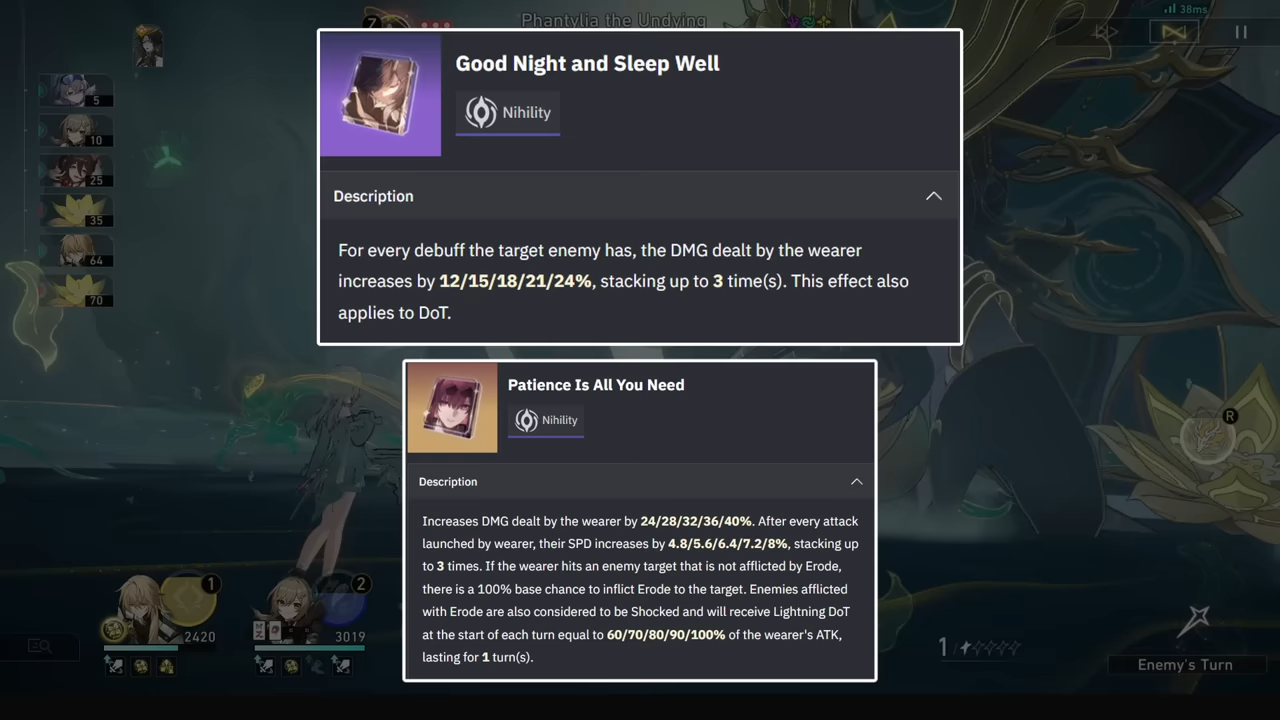 Phantylia the Undying
38ms
Good Night and Sleep Well
Nihility
Description
For every debuff the target enemy has, the DMG dealt by the wearer
increases by 12/15/18/21/24%, stacking up to 3 time(s). This effect also
applies to DoT.
5
10
25
35
64
70
Patience Is All You Need
Nihility
Description
Increases DMG dealt by the wearer by 24/28/32/36/40%. After every attack
launched by wearer, their SPD increases by 4.8/5.6/6.4/7.2/8%, stacking up
to 3 times. If the wearer hits an enemy target that is not afflicted by Erode,
there is a 100% base chance to inflict Erode to the target. Enemies afflicted
with Erode are also considered to be Shocked and will receive Lightning DoT
at the start of each turn equal to 60/70/80/90/100% of the wearer's ATK,
lasting for 1 turn(s).
R
1
2420
2
3019
1
Enemy's Turn